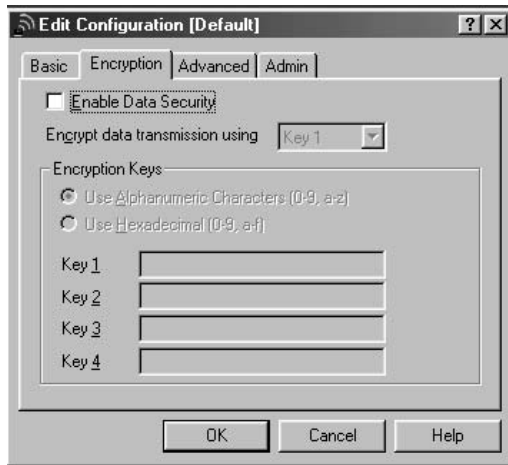 Edit Configuration [Default]
Basic Encryption Advanced Admin
Enable Data Security
Encrypt data transmission using Key 1
Encryption Keys
Use Alphanumeric Characters (0-9, a-z)
Use Hexadecimal (0-9, a-f)
Key 1
Key 2
Key 3
Key 4
OK Cancel Help